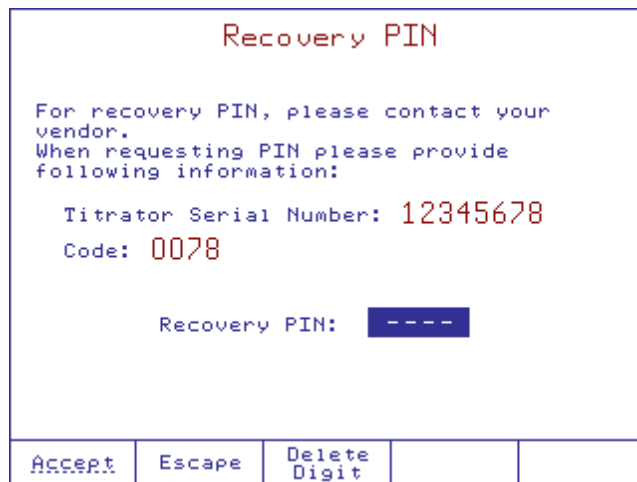 Recovery PIN
For recovery PIN, please contact your
vendor.
When requesting PIN please provide
following information:
Titrator Serial Number: 12345678
Code: 0078
Recovery PIN: ----
Accept Escape Delete
Digit